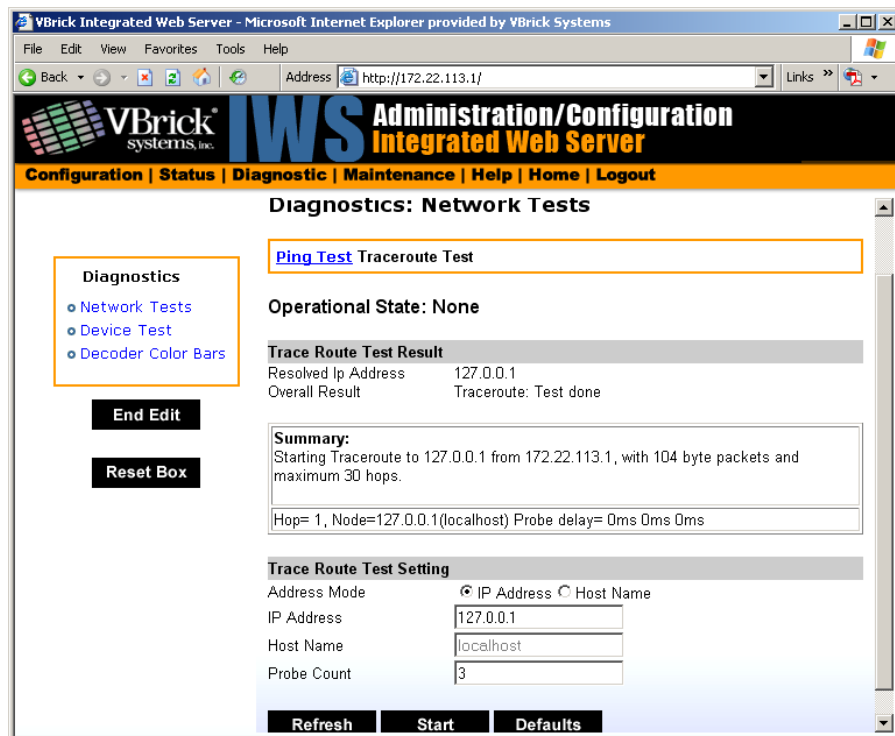 VBrick Integrated Web Server - Microsoft Internet Explorer provided by VBrick Systems
File Edit View Favorites Tools Help
Back Address http://172.22.113.1/ Links »
VBrick systems, inc. IWS Administration/Configuration
Integrated Web Server
Configuration | Status | Diagnostic | Maintenance | Help | Home | Logout
Diagnostics: Network Tests
Ping Test Traceroute Test
Diagnostics
Network Tests
Device Test
Decoder Color Bars
End Edit
Reset Box
Operational State: None
Trace Route Test Result
Resolved Ip Address 127.0.0.1
Overall Result Traceroute: Test done
Summary:
Starting Traceroute to 127.0.0.1 from 172.22.113.1, with 104 byte packets and
maximum 30 hops.
Hop= 1, Node=127.0.0.1(localhost) Probe delay= 0ms 0ms 0ms
Trace Route Test Setting
Address Mode IP Address Host Name
IP Address 127.0.0.1
Host Name localhost
Probe Count 3
Refresh Start Defaults